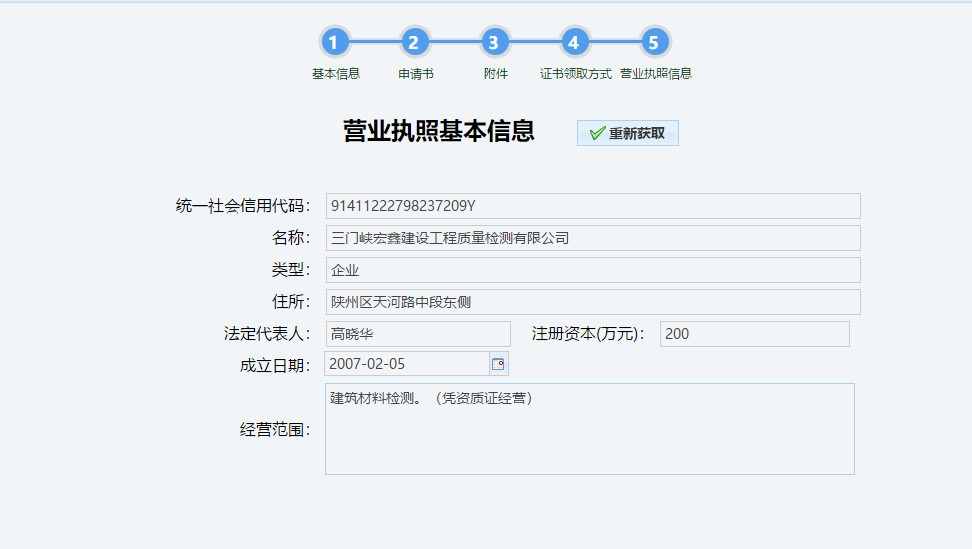 1 2 3 4 5
基本信息 申请书 附件 证书领取方式 营业执照信息
营业执照基本信息 重新获取
统一社会信用代码： 91411222798237209Y
名称： 三门峡宏鑫建设工程质量检测有限公司
类型： 企业
住所： 陕州区天河路中段东侧
法定代表人： 高晓华 注册资本(万元)： 200
成立日期： 2007-02-05
经营范围： 建筑材料检测。（凭资质证经营）